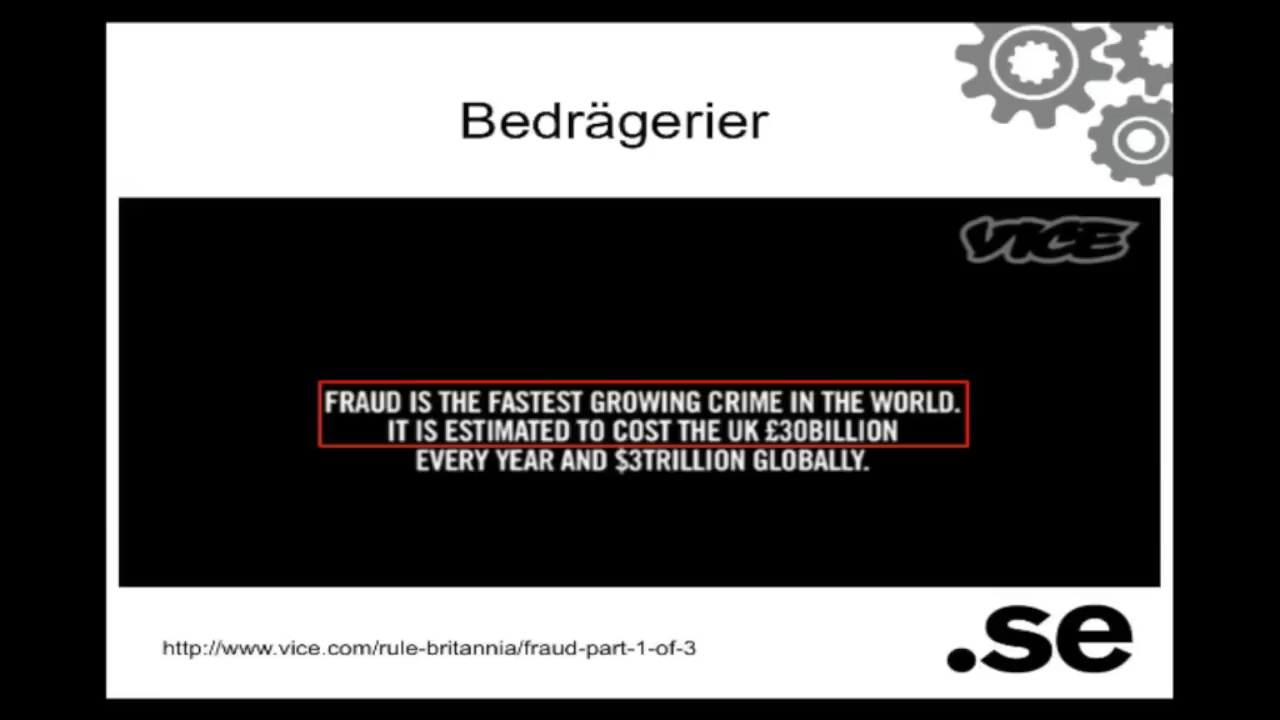 Bedrägerier
VICE
FRAUD IS THE FASTEST GROWING CRIME IN THE WORLD.
IT IS ESTIMATED TO COST THE UK £30BILLION
EVERY YEAR AND $3TRILLION GLOBALLY.
http://www.vice.com/rule-britannia/fraud-part-1-of-3
.se